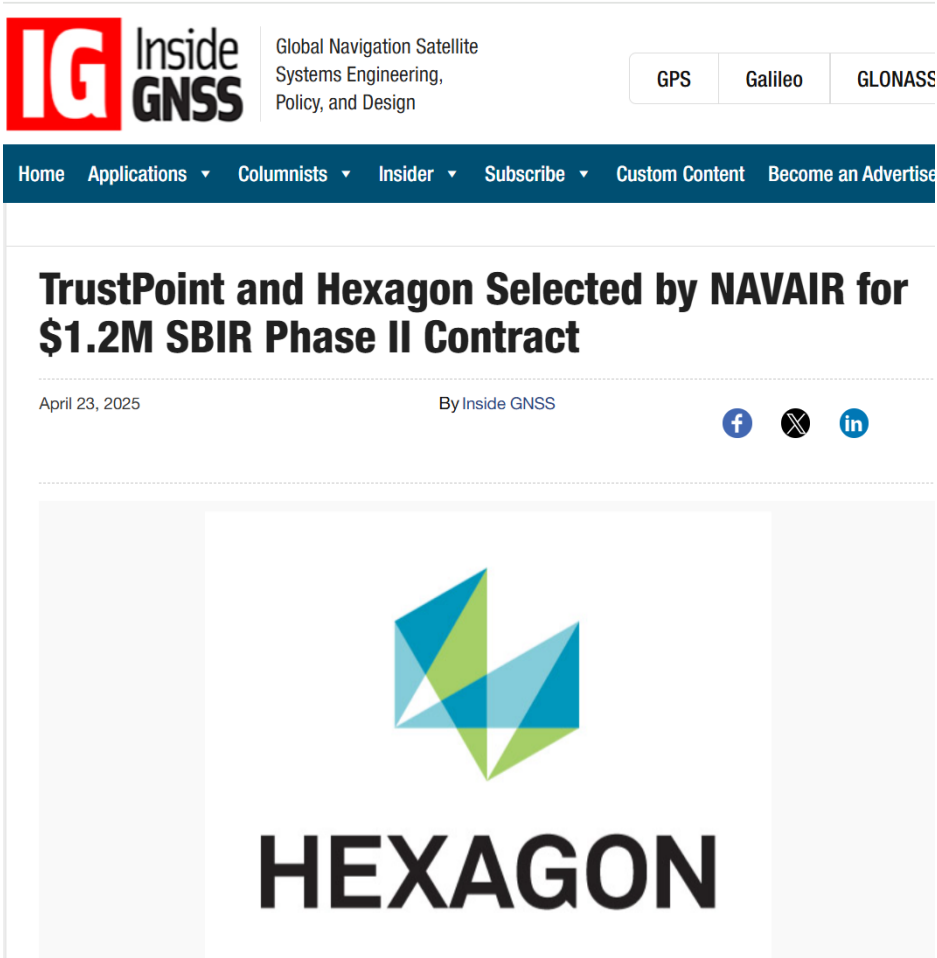 IG Inside
GNSS
Global Navigation Satellite
Systems Engineering,
Policy, and Design
GPS Galileo GLONASS
Home Applications Columnists Insider Subscribe Custom Content Become an Advertise
TrustPoint and Hexagon Selected by NAVAIR for
$1.2M SBIR Phase II Contract
April 23, 2025 By Inside GNSS
f X in
HEXAGON